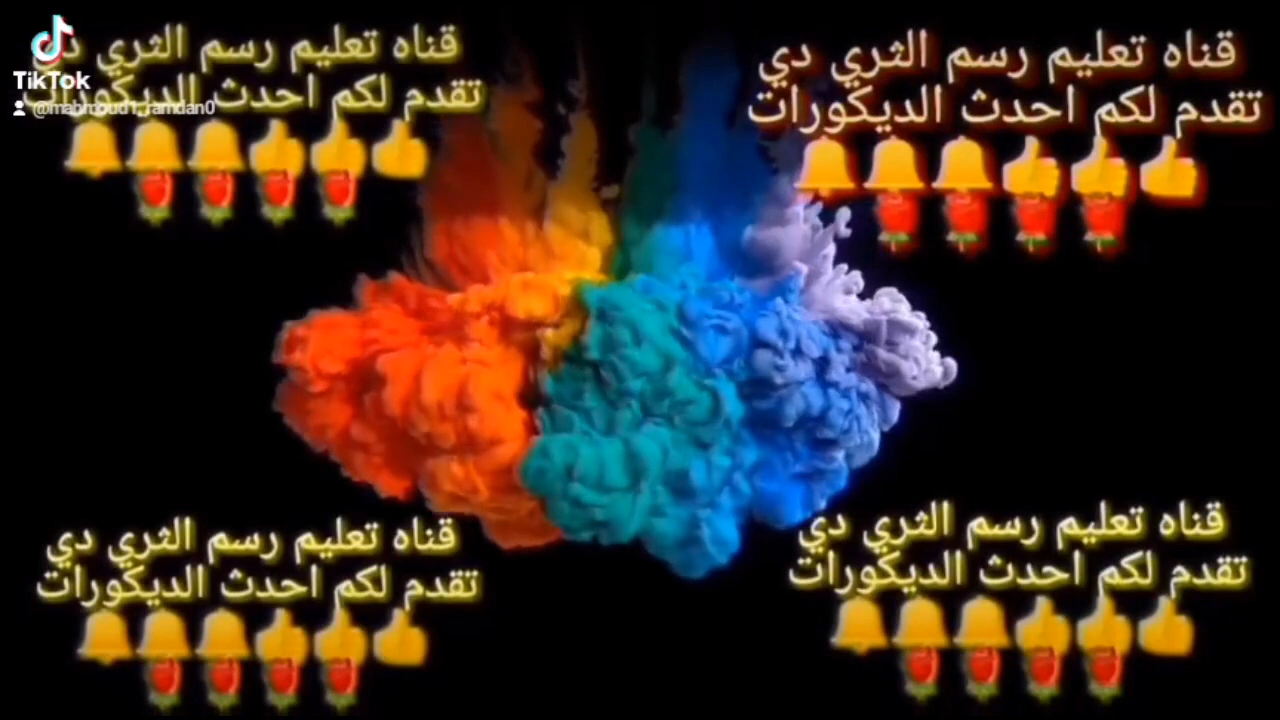 TikTok
@mahmoud1_ramdan0
قناه تعليم رسم الثري دي
تقدم لكم احدث الديكورات
قناه تعليم رسم الثري دي
تقدم لكم احدث الديكورات
قناه تعليم رسم الثري دي
تقدم لكم احدث الديكورات
قناه تعليم رسم الثري دي
تقدم لكم احدث الديكورات